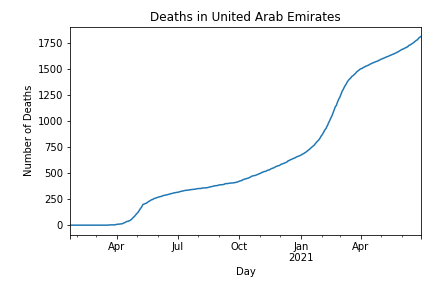 Deaths in United Arab Emirates
Number of Deaths
1750
1500
1250
1000
750
500
250
0
Apr Jul Oct Jan Apr
2021
Day